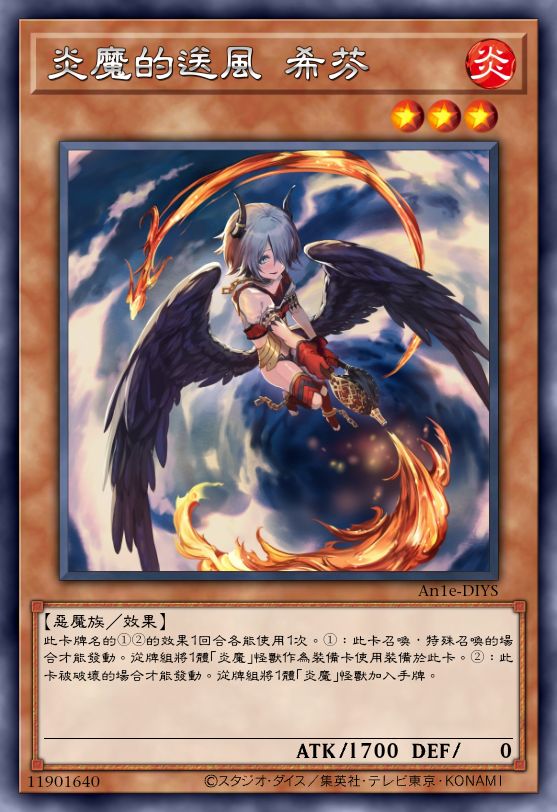 炎魔的送風 希芬
炎
An1e-DIYS
【惡魔族／效果】
此卡牌名的①②的效果1回合各能使用1次。①：此卡召喚・特殊召喚的場
合才能發動。從牌組將1體「炎魔」怪獸作為裝備卡使用裝備於此卡。②：此
卡被破壞的場合才能發動。從牌組將1體「炎魔」怪獸加入手牌。
ATK/1700 DEF/ 0
11901640
©スタジオ・ダイス／集英社・テレビ東京・KONAMI